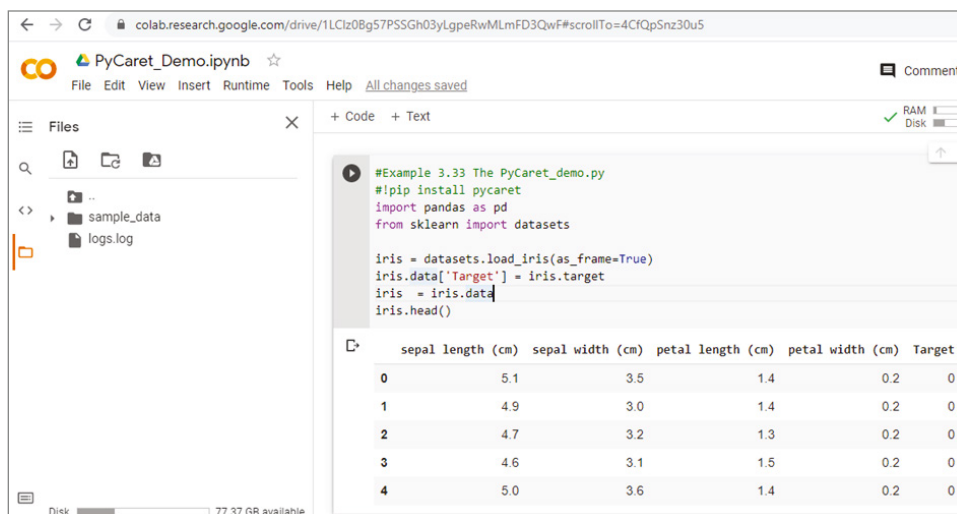 colab.research.google.com/drive/1LClz0Bg57PSSGh03yLgpeRwMLmFD3QwF#scrollTo=4CfQpSnz30u5
CO PyCaret_Demo.ipynb
File Edit View Insert Runtime Tools Help All changes saved
Comment
Files
+ Code + Text
RAM
Disk
..
sample_data
logs.log
Disk 77.37 GB available
#Example 3.33 The PyCaret_demo.py
#!pip install pycaret
import pandas as pd
from sklearn import datasets
iris = datasets.load_iris(as_frame=True)
iris.data['Target'] = iris.target
iris  = iris.data
iris.head()
sepal length (cm) sepal width (cm) petal length (cm) petal width (cm) Target
0 5.1 3.5 1.4 0.2 0
1 4.9 3.0 1.4 0.2 0
2 4.7 3.2 1.3 0.2 0
3 4.6 3.1 1.5 0.2 0
4 5.0 3.6 1.4 0.2 0